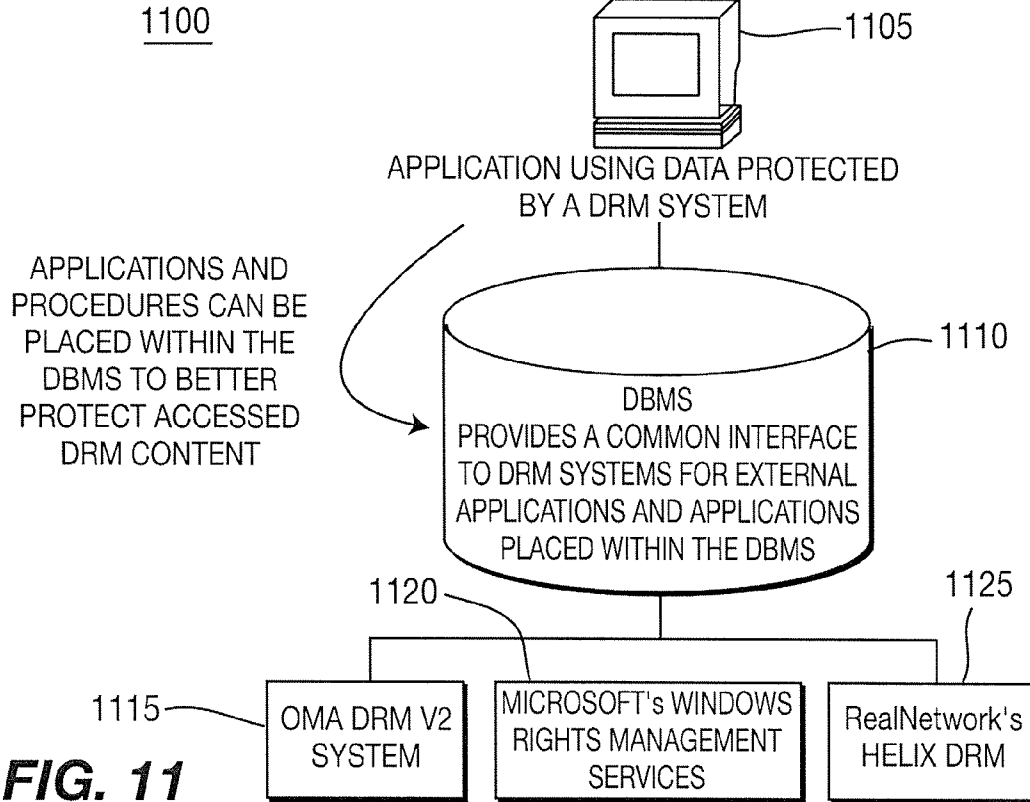 1100
1105
APPLICATION USING DATA PROTECTED
BY A DRM SYSTEM
APPLICATIONS AND
PROCEDURES CAN BE
PLACED WITHIN THE
DBMS TO BETTER
PROTECT ACCESSED
DRM CONTENT
1110
DBMS
PROVIDES A COMMON INTERFACE
TO DRM SYSTEMS FOR EXTERNAL
APPLICATIONS AND APPLICATIONS
PLACED WITHIN THE DBMS
1120
1125
1115
OMA DRM V2
SYSTEM
MICROSOFT's WINDOWS
RIGHTS MANAGEMENT
SERVICES
RealNetwork's
HELIX DRM
FIG. 11